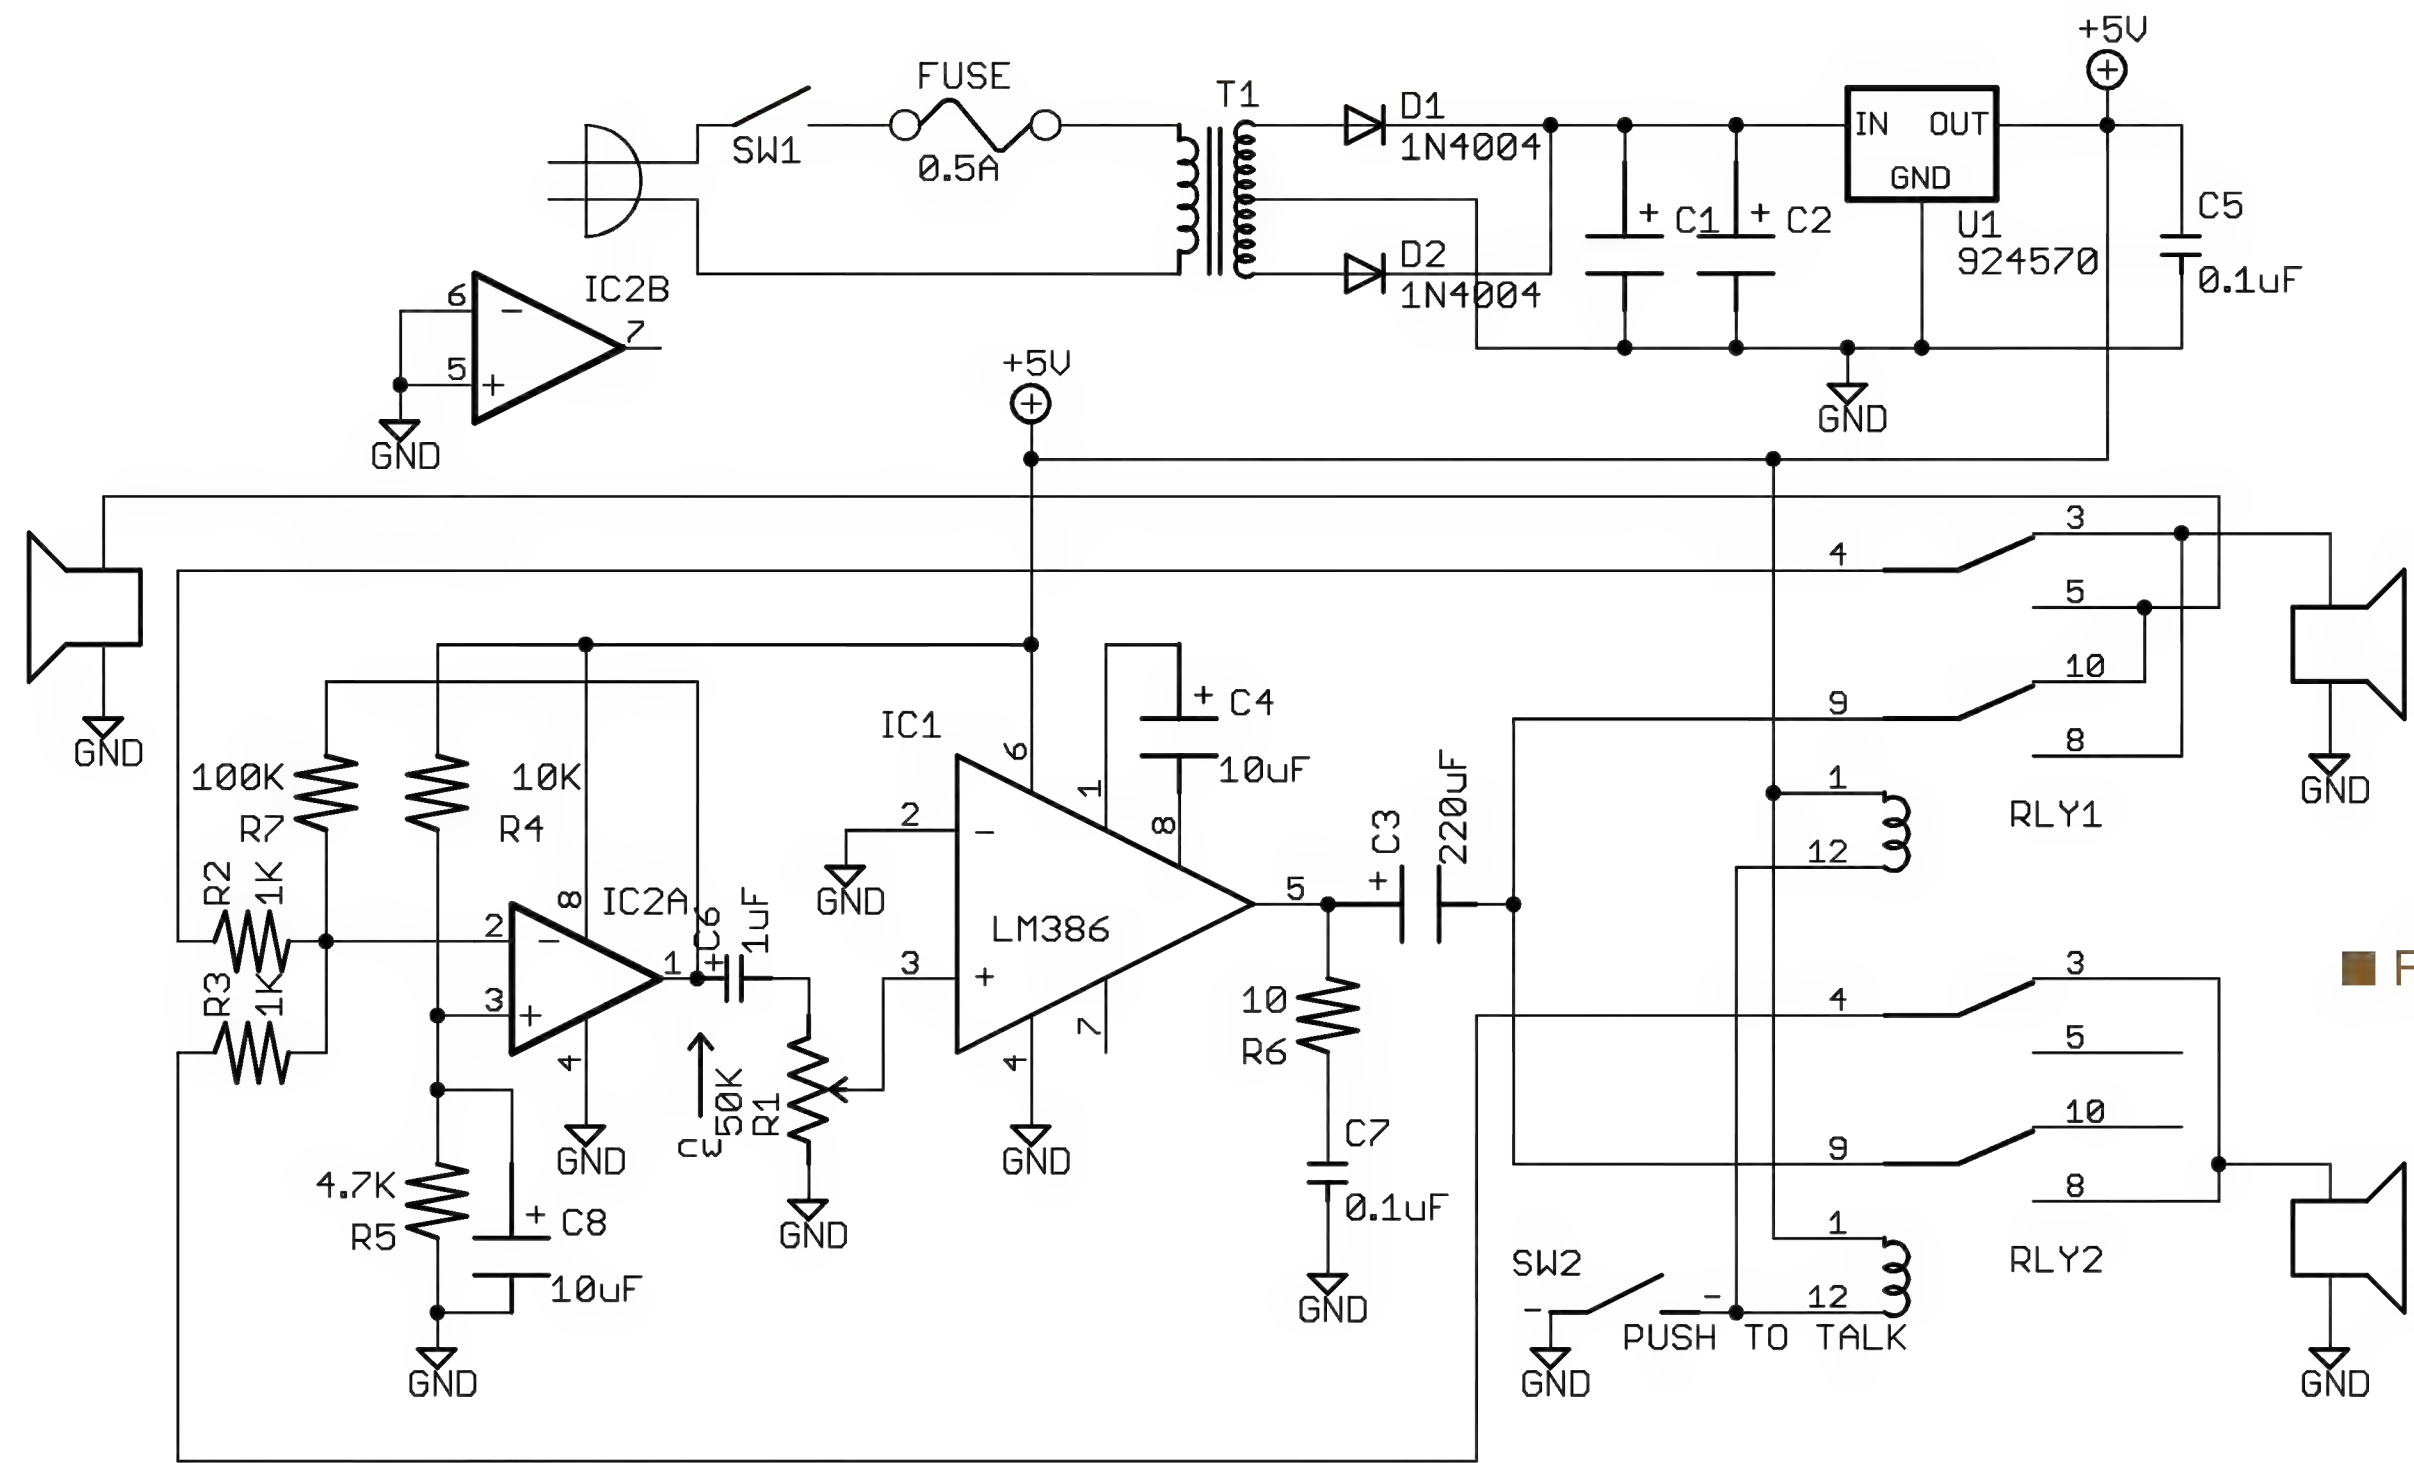 +5V
FUSE
T1
D1
1N4004
IN OUT
GND
SW1
0.5A
+ C1
+ C2
U1
924570
C5
0.1uF
D2
1N4004
IC2B
6
-
7
5
+
GND
+5V
GND
3
4
5
10
9
8
GND
1
12
RLY1
GND
100K
R7
10K
R4
IC1
6
1
+ C4
10uF
8
2
-
GND
LM386
3
+
7
4
GND
5
+
C3
220uF
R2
1K
R3
1K
2
-
8
IC2A
3
+
1
4
GND
C6
+
1uF
cw
50K
R1
GND
10
R6
C7
0.1uF
GND
4.7K
R5
+ C8
10uF
GND
3
4
5
10
9
8
1
12
RLY2
SW2
- -
PUSH TO TALK
GND
GND
F